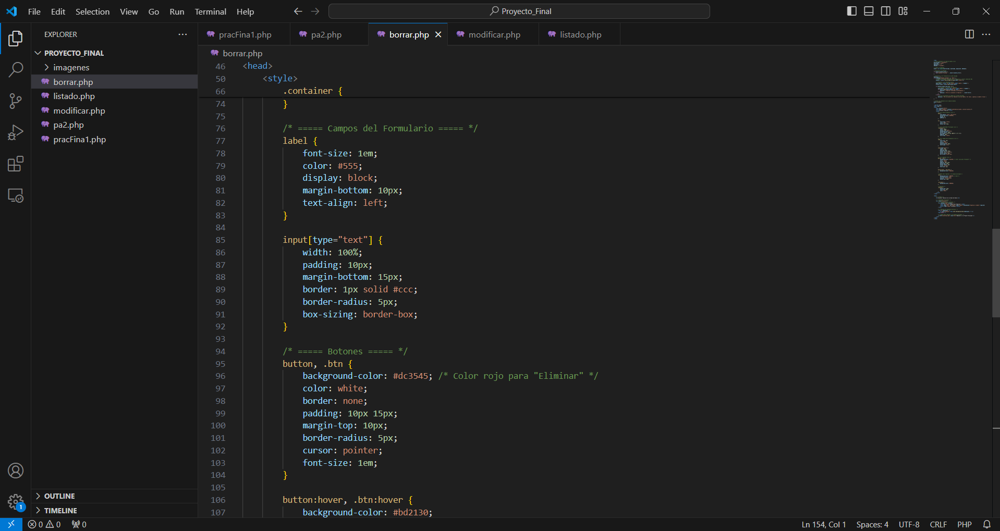 File Edit Selection View Go Run Terminal Help
Proyecto_Final
EXPLORER
PROYECTO_FINAL
imagenes
borrar.php
listado.php
modificar.php
pa2.php
pracFina1.php
OUTLINE
TIMELINE
pracFina1.php pa2.php borrar.php modificar.php listado.php
borrar.php
46 <head>
50 <style>
66 .container {
74 }
75
76 /* ===== Campos del Formulario ===== */
77 label {
78 font-size: 1em;
79 color: #555;
80 display: block;
81 margin-bottom: 10px;
82 text-align: left;
83 }
84
85 input[type="text"] {
86 width: 100%;
87 padding: 10px;
88 margin-bottom: 15px;
89 border: 1px solid #ccc;
90 border-radius: 5px;
91 box-sizing: border-box;
92 }
93
94 /* ===== Botones ===== */
95 button, .btn {
96 background-color: #dc3545; /* Color rojo para "Eliminar" */
97 color: white;
98 border: none;
99 padding: 10px 15px;
100 margin-top: 10px;
101 border-radius: 5px;
102 cursor: pointer;
103 font-size: 1em;
104 }
105
106 button:hover, .btn:hover {
107 background-color: #bd2130;
1
0 0 0
Ln 154, Col 1 Spaces: 4 UTF-8 CRLF PHP